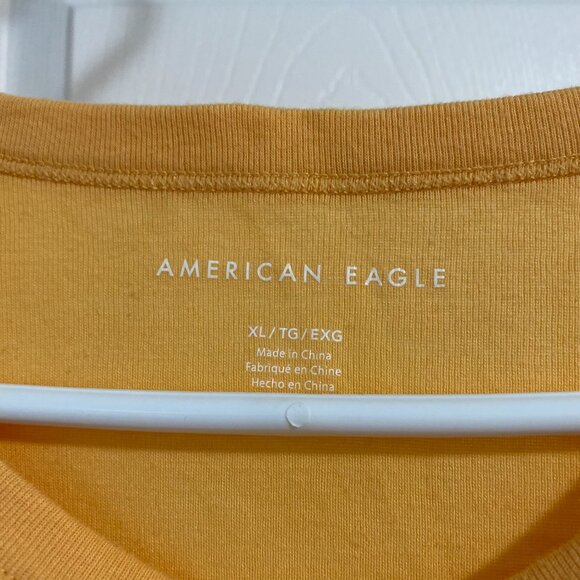 AMERICAN EAGLE
XL/TG/EXG
Made in China
Fabriqué en Chine
Hecho en China